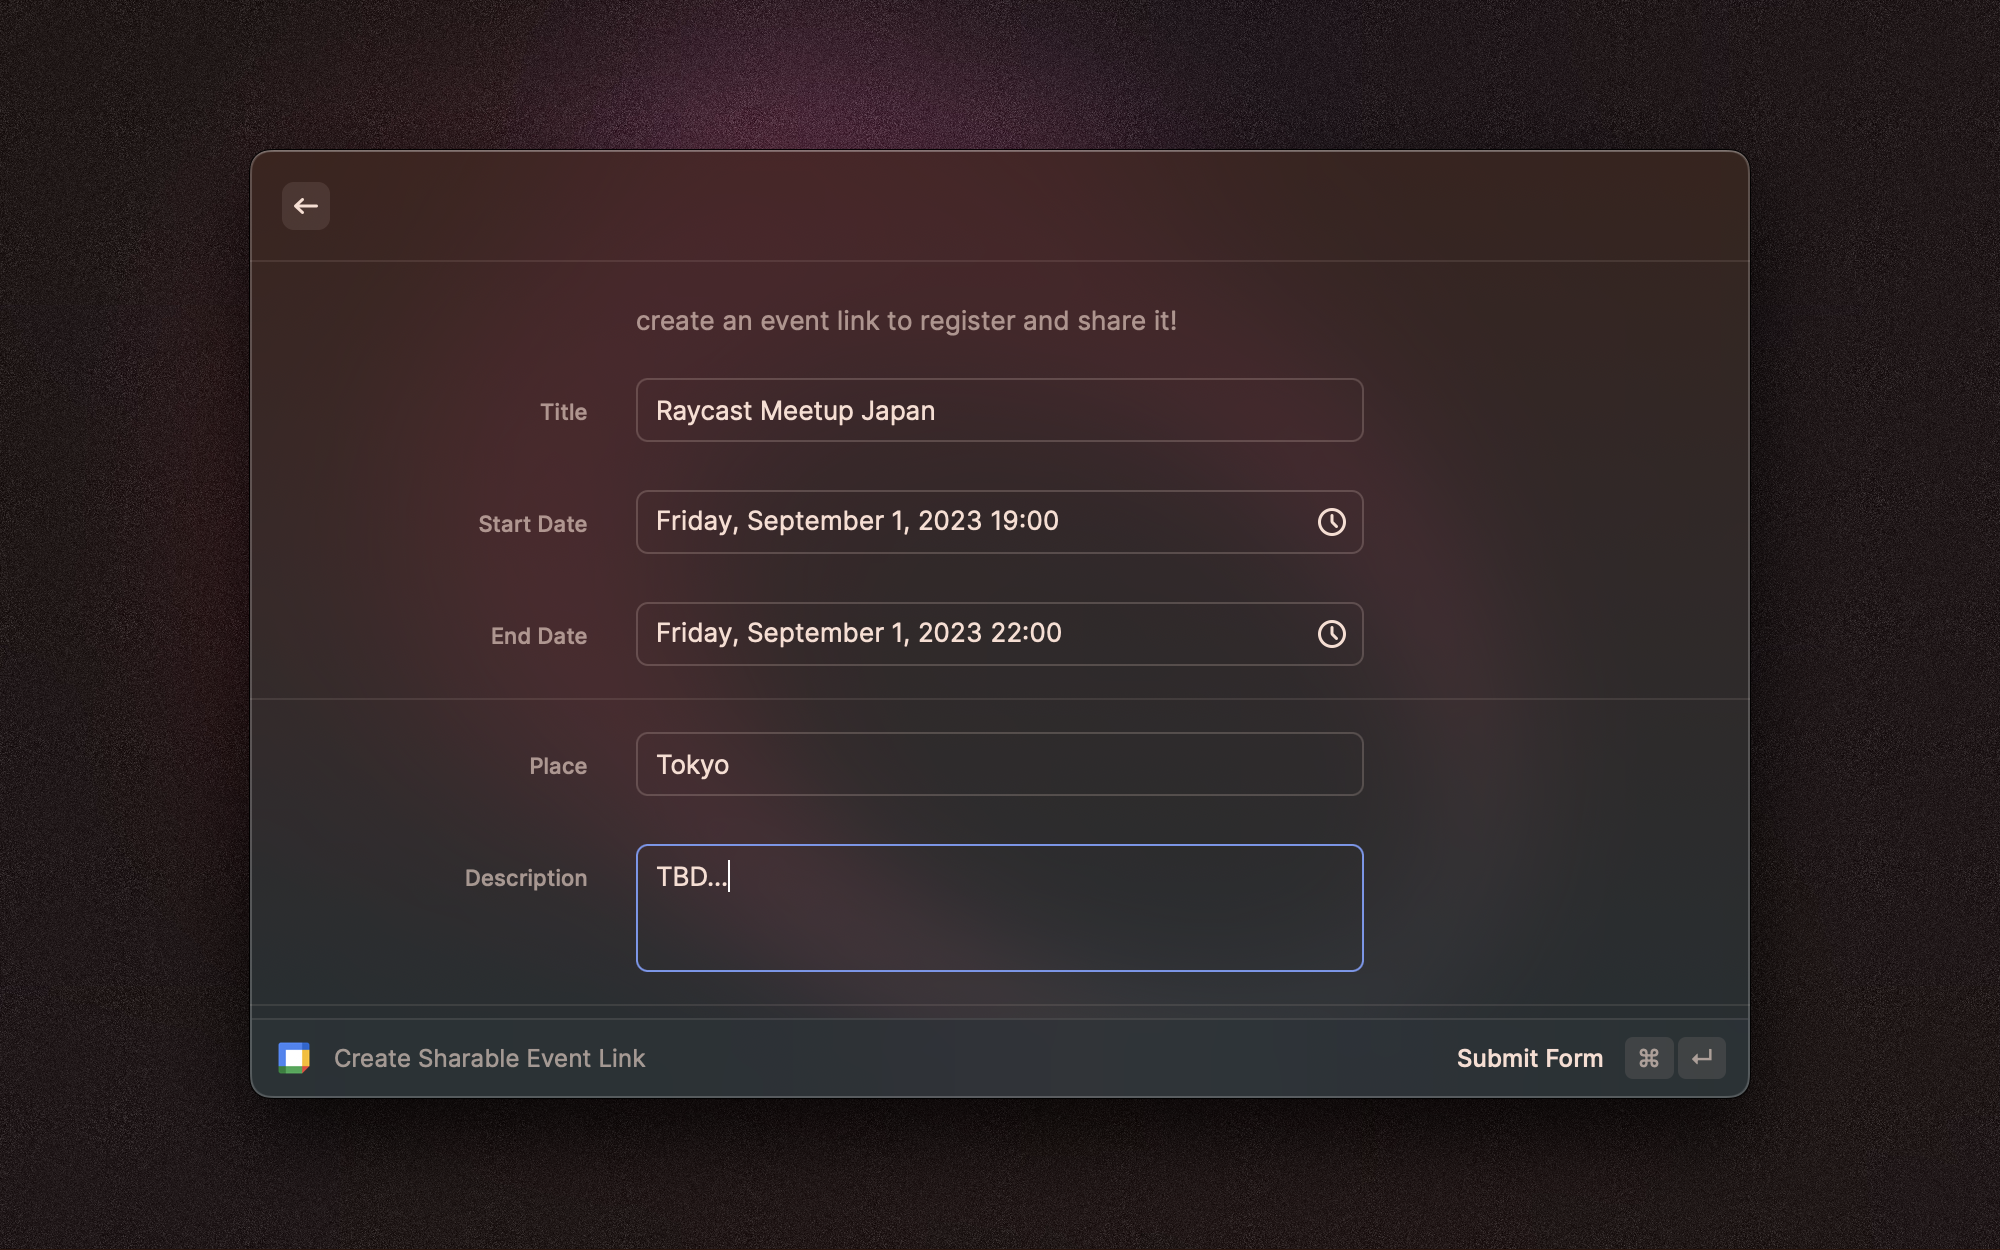 create an event link to register and share it!
Title
Raycast Meetup Japan
Start Date
Friday, September 1, 2023 19:00
End Date
Friday, September 1, 2023 22:00
Place
Tokyo
Description
TBD...
Create Sharable Event Link
Submit Form ⌘ ↵